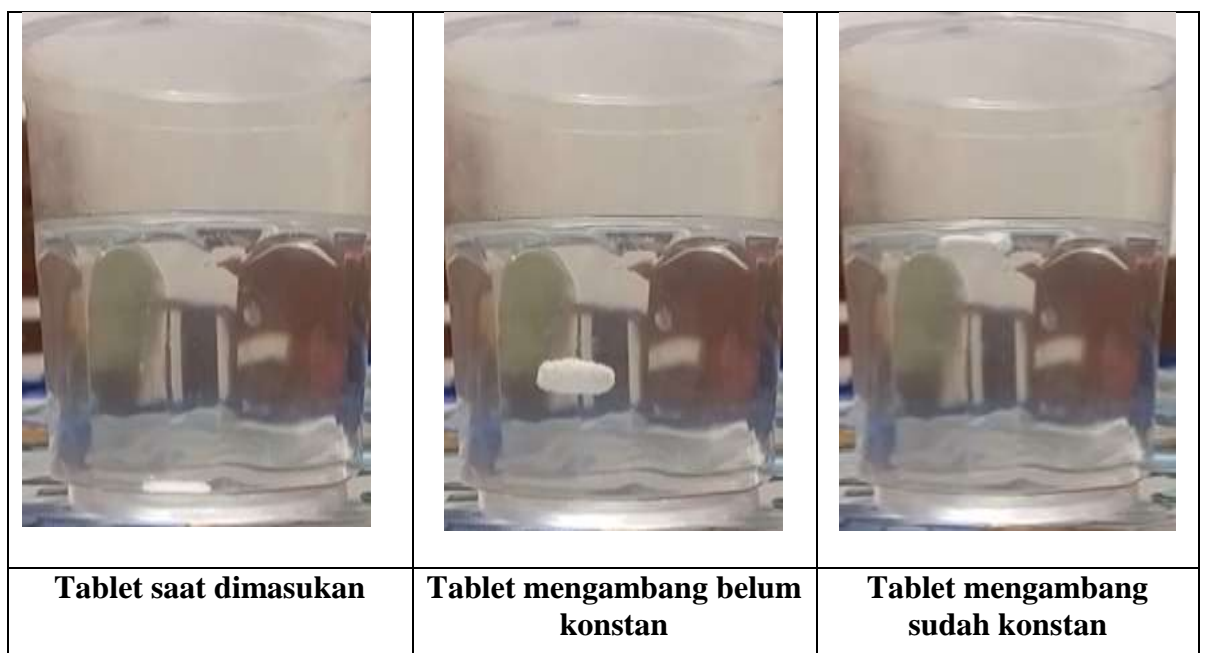 Tablet saat dimasukan
Tablet mengambang belum
konstan
Tablet mengambang
sudah konstan